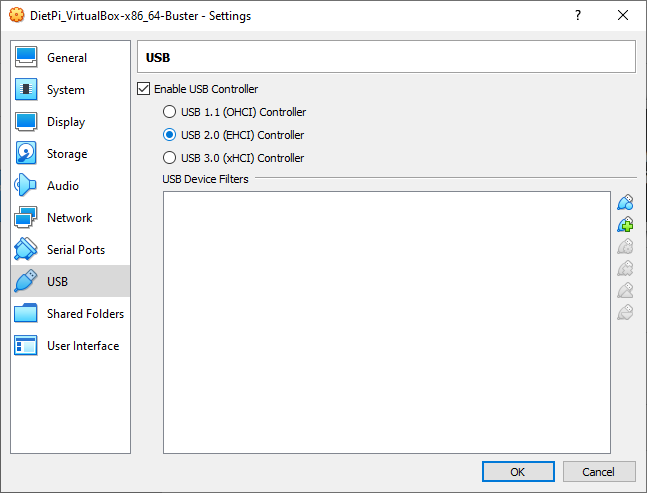 DietPi_VirtualBox-x86_64-Buster - Settings
?
General
System
Display
Storage
Audio
Network
Serial Ports
USB
Shared Folders
User Interface
USB
Enable USB Controller
USB 1.1 (OHCI) Controller
USB 2.0 (EHCI) Controller
USB 3.0 (xHCI) Controller
USB Device Filters
OK
Cancel